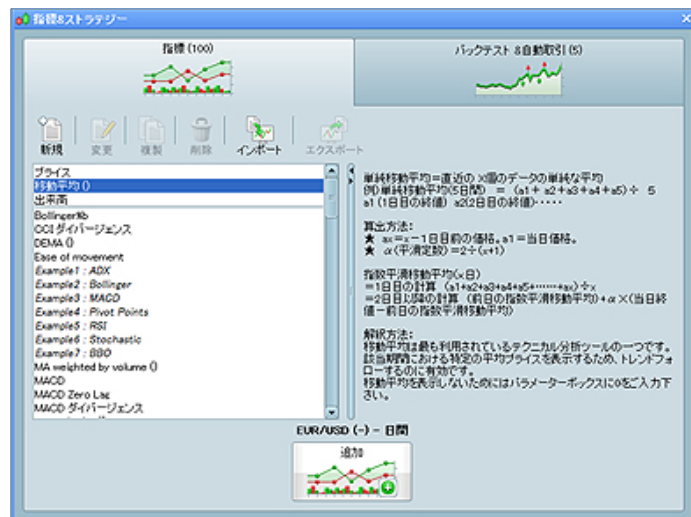 指標&ストラテジー
指標 (100)
バックテスト &自動取引 (5)
新規
変更
複製
削除
インポート
エクスポート
プライス
移動平均 ()
出来高
Bollinger%b
CCI ダイバージェンス
DEMA ()
Ease of movement
Example1 : ADX
Example2 : Bollinger
Example3 : MACD
Example4 : Pivot Points
Example5 : RSI
Example6 : Stochastic
Example7 : BBO
MA weighted by volume ()
MACD
MACD Zero Lag
MACD ダイバージェンス
単純移動平均=直近の X個のデータの単純な平均
例)単純移動平均(5日間) = (a1+ a2+a3+a4+a5)÷ 5
a1(1日目の終値) a2(2日目の終値)・・・・・
算出方法:
★ ax=x-1日目前の価格。a1=当日価格。
★ α(平滑定数)=2÷(x+1)
指数平滑移動平均(x日)
=1日目の計算 (a1+a2+a3+a4+a5+……+ax)÷x
=2日目以降の計算 (前日の指数平滑移動平均)+α×(当日終
値-前日の指数平滑移動平均)
解釈方法:
移動平均は最も利用されているテクニカル分析ツールの一つです。
該当期間における特定の平均プライスを表示するため、トレンドフォ
ローするのに有効です。
移動平均を表示しないためにはパラメーターボックスに0をご入力下
さい。
EUR/USD (-) - 日間
追加